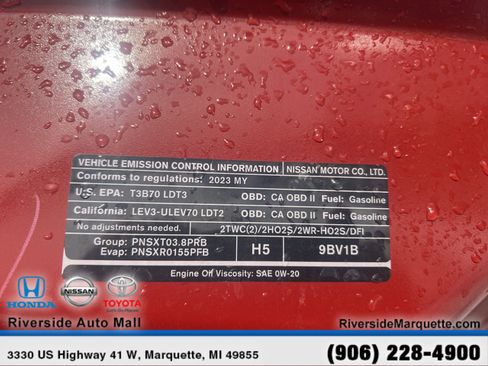 VEHICLE EMISSION CONTROL INFORMATION NISSAN MOTOR CO., LTD.
Conforms to regulations: 2023 MY
U.S. EPA: T3B70 LDT3 OBD: CA OBD II Fuel: Gasoline
California: LEV3-ULEV70 LDT2 OBD: CA OBD II Fuel: Gasoline
No adjustments needed. 2TWC(2)/2HO2S/2WR-HO2S/DFI
Group: PNSXT03.8PRB
Evap: PNSXR0155PFB
H5 9BV1B
Engine Oil Viscosity: SAE 0W-20
HONDA NISSAN TOYOTA
Riverside Auto Mall RiversideMarquette.com
3330 US Highway 41 W, Marquette, MI 49855 (906) 228-4900